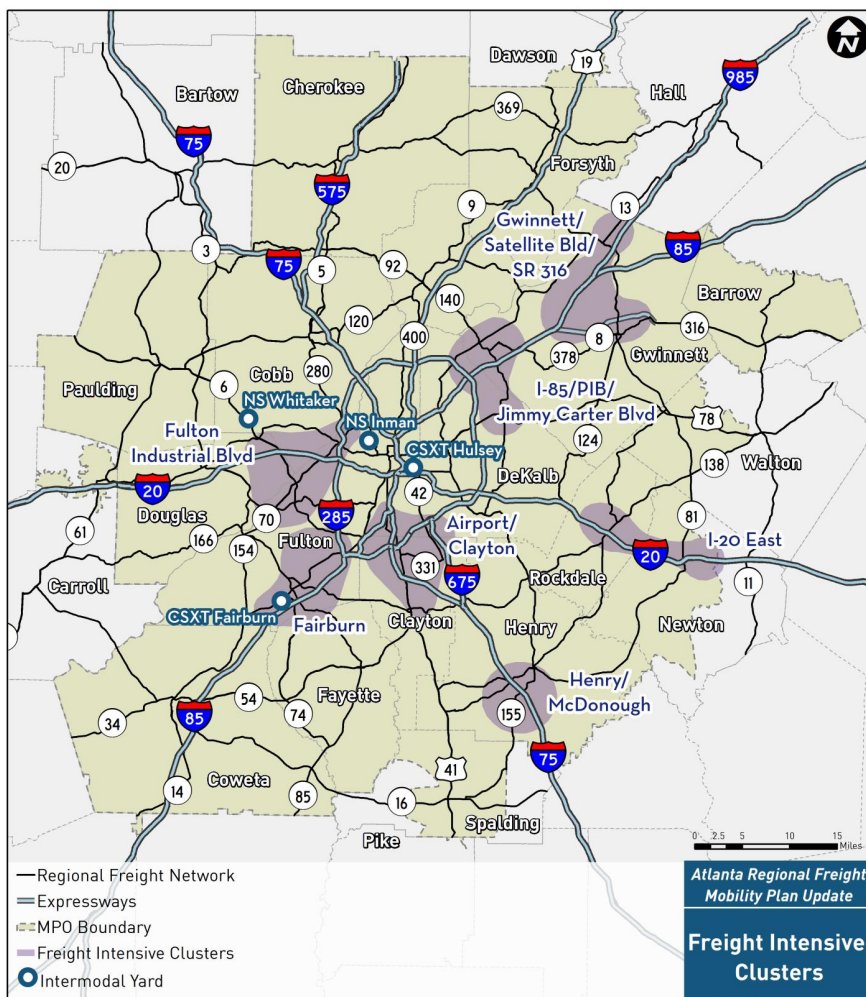 N
Dawson
19
985
Cherokee
Hall
Bartow
75
369
20
575
Forsyth
9
13
Gwinnett/
Satellite Bld/
SR 316
3
75
5
92
85
140
Barrow
120
400
316
8
378
Gwinnett
280
6
Cobb
Paulding
NS Whitaker
I-85/PIB/
Jimmy Carter Blvd
78
NS Inman
Fulton
Industrial.Blvd
124
CSXT Hulsey
138
Walton
DeKalb
20
42
Douglas
70
285
Airport/
Clayton
81
61
166
154
Fulton
I-20 East
20
331
675
Rockdale
Carroll
11
CSXT Fairburn
Fairburn
Clayton
Henry
Newton
Henry/
McDonough
54
Fayette
34
85
74
155
75
41
Coweta
14
85
16
Spalding
Pike
0 2.5 5 10 15
Miles
Regional Freight Network
Expressways
MPO Boundary
Freight Intensive Clusters
Intermodal Yard
Atlanta Regional Freight
Mobility Plan Update
Freight Intensive
Clusters